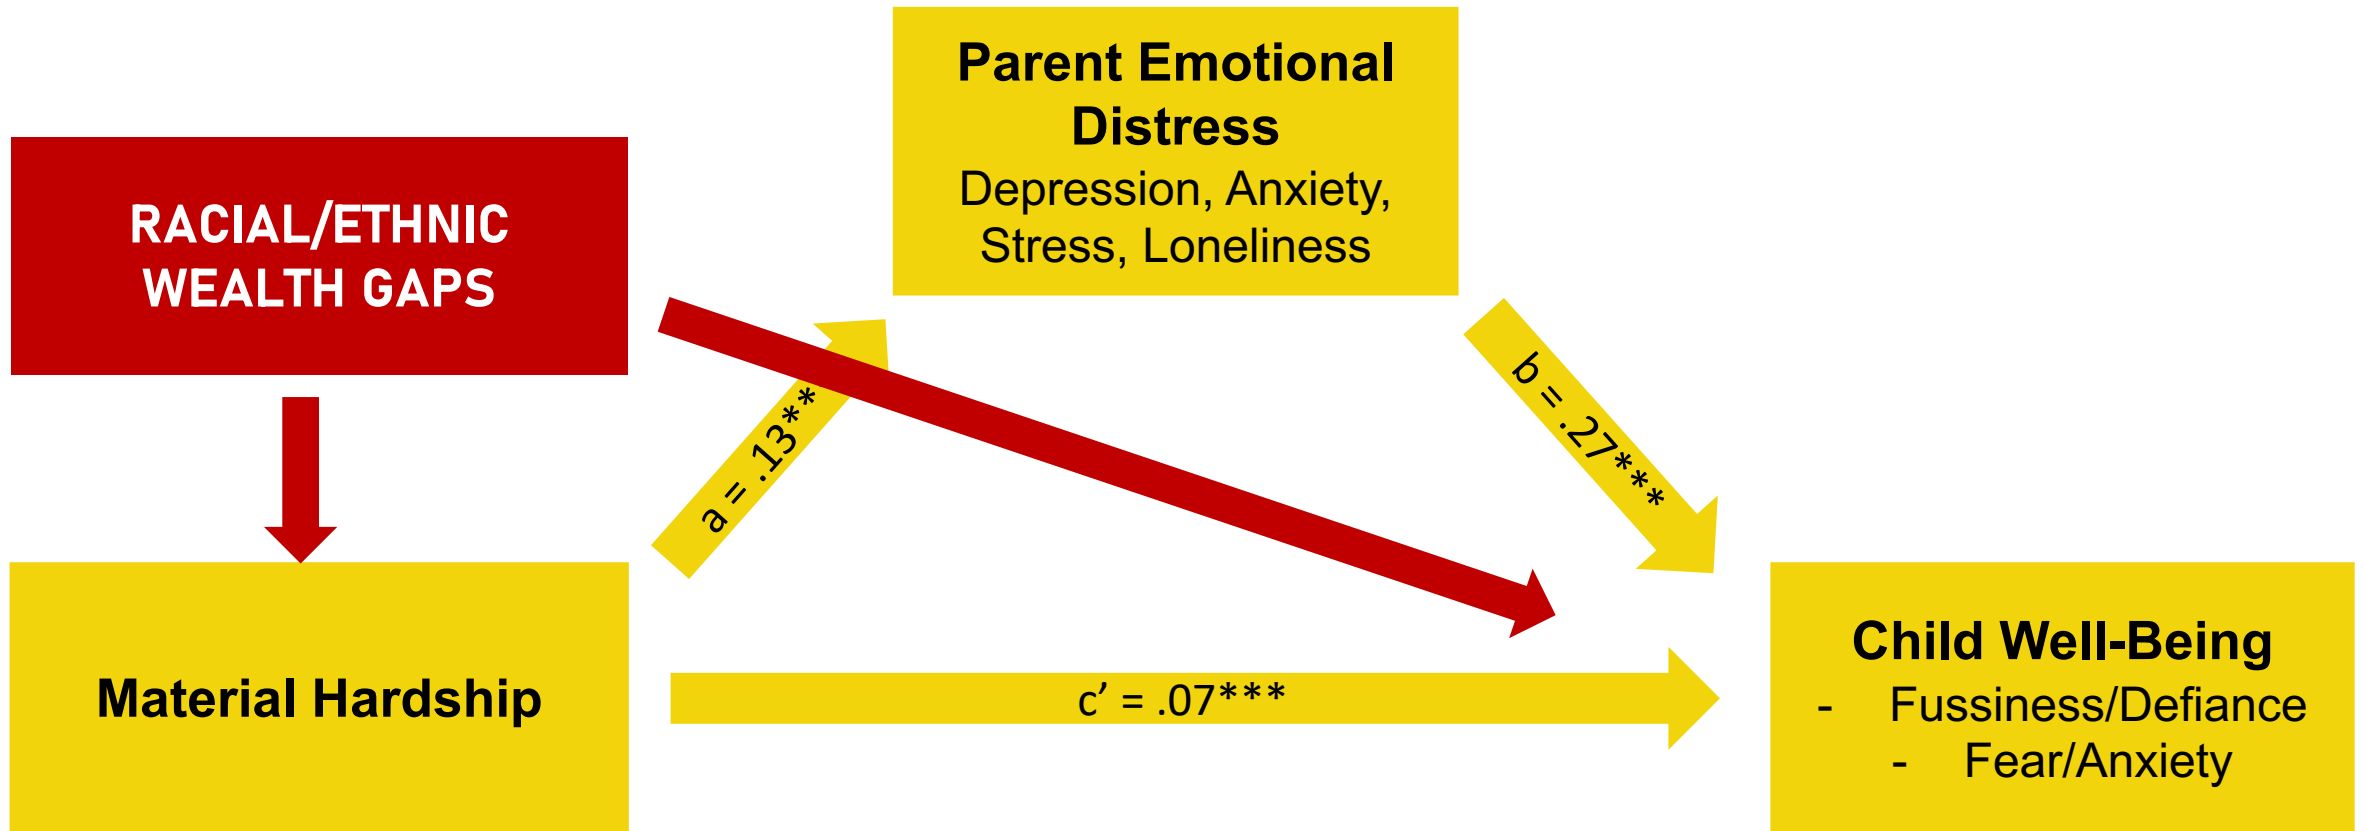 Parent Emotional
Distress
Depression, Anxiety,
Stress, Loneliness
RACIAL/ETHNIC
WEALTH GAPS
a = .13**
b = .27***
Material Hardship
c’ = .07***
Child Well-Being
- Fussiness/Defiance
- Fear/Anxiety